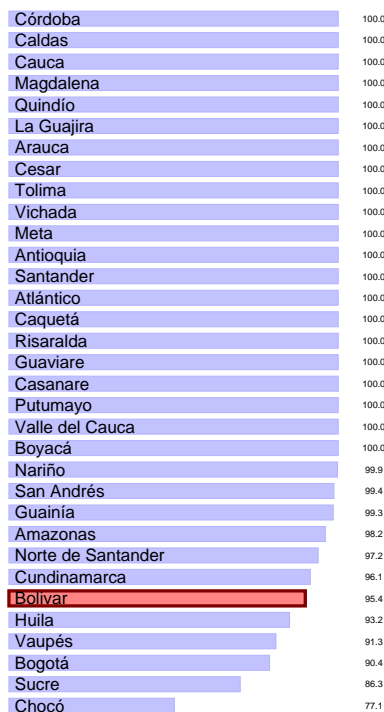 Córdoba 100.0
Caldas 100.0
Cauca 100.0
Magdalena 100.0
Quindío 100.0
La Guajira 100.0
Arauca 100.0
Cesar 100.0
Tolima 100.0
Vichada 100.0
Meta 100.0
Antioquia 100.0
Santander 100.0
Atlántico 100.0
Caquetá 100.0
Risaralda 100.0
Guaviare 100.0
Casanare 100.0
Putumayo 100.0
Valle del Cauca 100.0
Boyacá 100.0
Nariño 99.9
San Andrés 99.4
Guainía 99.3
Amazonas 98.2
Norte de Santander 97.2
Cundinamarca 96.1
Bolívar 95.4
Huila 93.2
Vaupés 91.3
Bogotá 90.4
Sucre 86.3
Chocó 77.1